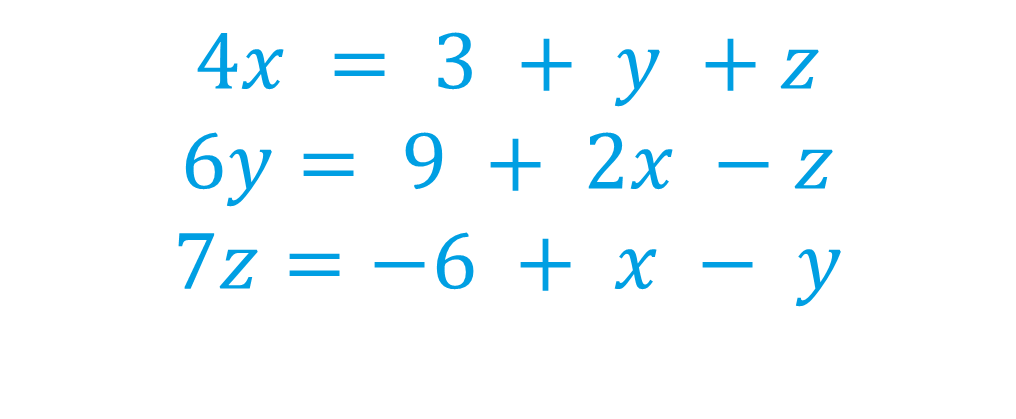 4x = 3 + y + z
6y = 9 + 2x − z
7z = −6 + x − y